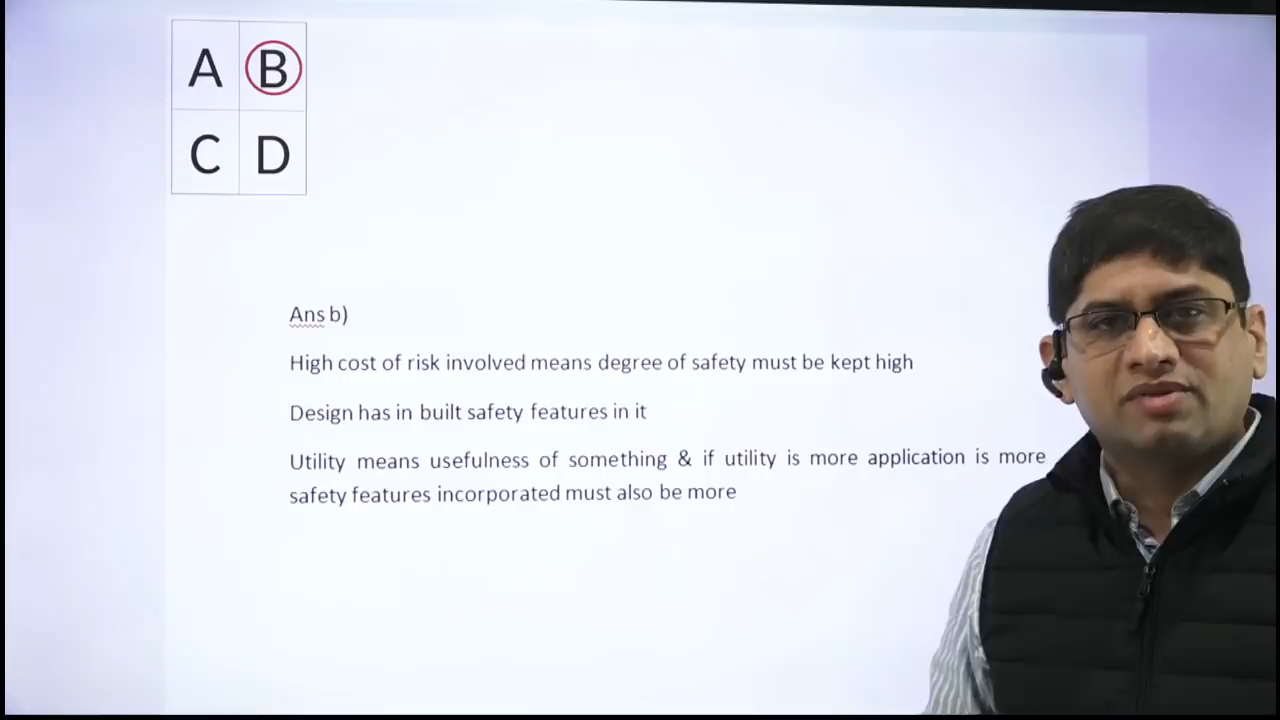 A B
C D
Ans b)
High cost of risk involved means degree of safety must be kept high
Design has in built safety features in it
Utility means usefulness of something & if utility is more application is more
safety features incorporated must also be more